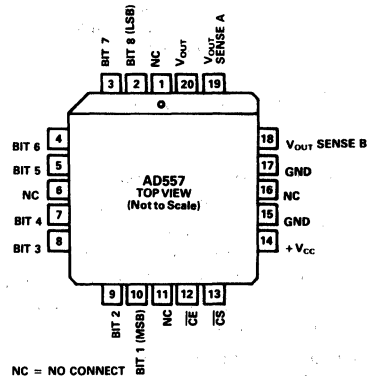 BIT 7
BIT 8 (LSB)
NC
VOUT
VOUT SENSE A
3 2 1 20 19
BIT 6 4
BIT 5 5
NC 6
BIT 4 7
BIT 3 8
AD557
TOP VIEW
(Not to Scale)
18 VOUT SENSE B
17 GND
16 NC
15 GND
14 +VCC
9 10 11 12 13
BIT 2
BIT 1 (MSB)
NC
CE
CS
NC = NO CONNECT